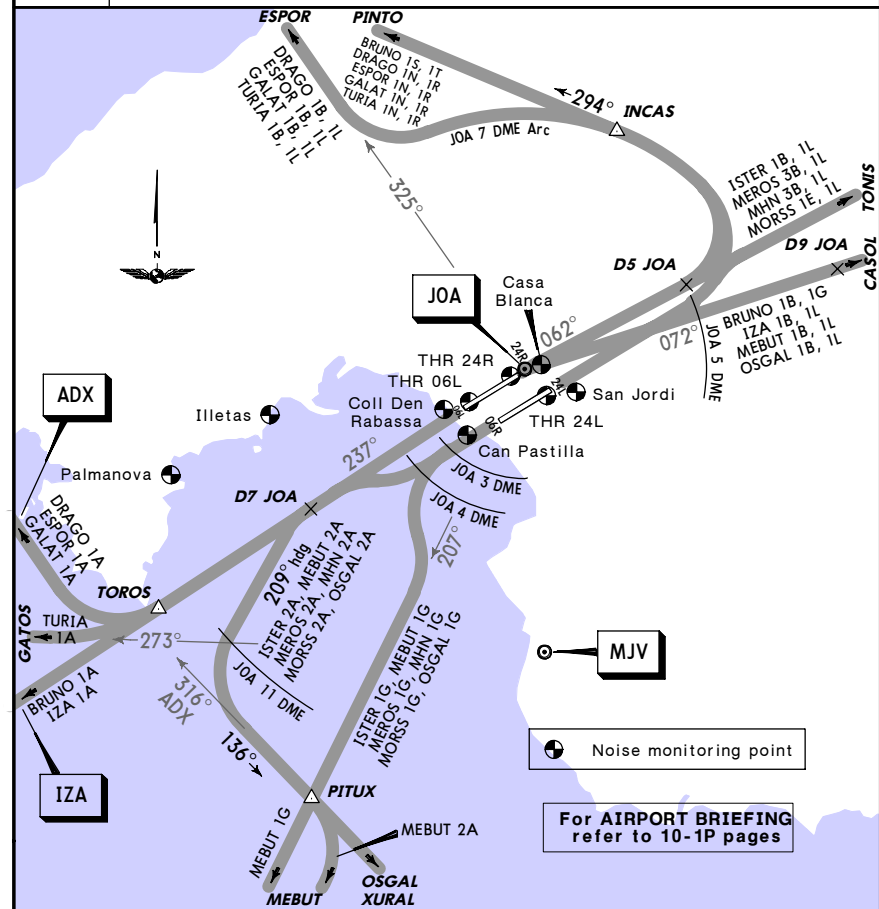 ESPOR
PINTO
DRAGO 1B, 1L
ESPOR 1B, 1L
GALAT 1B, 1L
TURIA 1B, 1L
BRUNO 1S, 1T
DRAGO 1N, 1R
ESPOR 1N, 1R
GALAT 1N, 1R
TURIA 1N, 1R
294°
INCAS
JOA 7 DME Arc
325°
ISTER 1B, 1L
MEROS 3B, 1L
MHN 3B, 1L
MORSS 1E, 1L
TONIS
N
D5 JOA
D9 JOA
CASOL
JOA
Casa
Blanca
062°
072°
BRUNO 1B, 1G
IZA 1B, 1L
MEBUT 1B, 1L
OSGAL 1B, 1L
JOA 5 DME
24R
THR 24R
THR 06L
24L
San Jordi
ADX
Illetas
Coll Den
Rabassa
06L
06R
THR 24L
Can Pastilla
Palmanova
237°
JOA 3 DME
JOA 4 DME
D7 JOA
207°
DRAGO 1A
ESPOR 1A
GALAT 1A
209° hdg
ISTER 2A, MEBUT 2A
MEROS 2A, MHN 2A
MORSS 2A, OSGAL 2A
TOROS
GATOS
TURIA
1A
273°
MJV
JOA 11 DME
BRUNO 1A
IZA 1A
316°
ADX
136°
ISTER 1G, MEBUT 1G
MEROS 1G, MHN 1G
MORSS 1G, OSGAL 1G
Noise monitoring point
IZA
PITUX
For AIRPORT BRIEFING
refer to 10-1P pages
MEBUT 1G
MEBUT 2A
MEBUT
OSGAL
XURAL